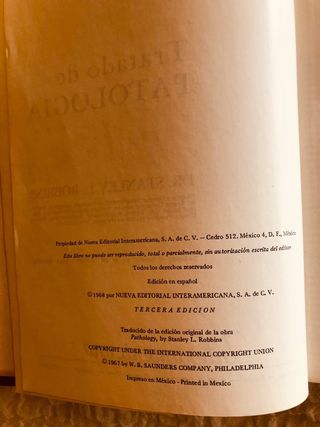 Tratado de
PATOLOGIA
DR. STANLEY L. ROBBINS
Propiedad de Nueva Editorial Interamericana, S. A. de C. V. — Cedro 512. México 4, D. F., México
Este libro no puede ser reproducido, total o parcialmente, sin autorización escrita del editor
Todos los derechos reservados
Edición en español
© 1968 por NUEVA EDITORIAL INTERAMERICANA, S. A. de C. V.
TERCERA EDICION
Traducido de la edición original de la obra
Pathology, by Stanley L. Robbins
COPYRIGHT UNDER THE INTERNATIONAL COPYRIGHT UNION
© 1967 by W. B. SAUNDERS COMPANY, PHILADELPHIA
Impreso en México - Printed in Mexico